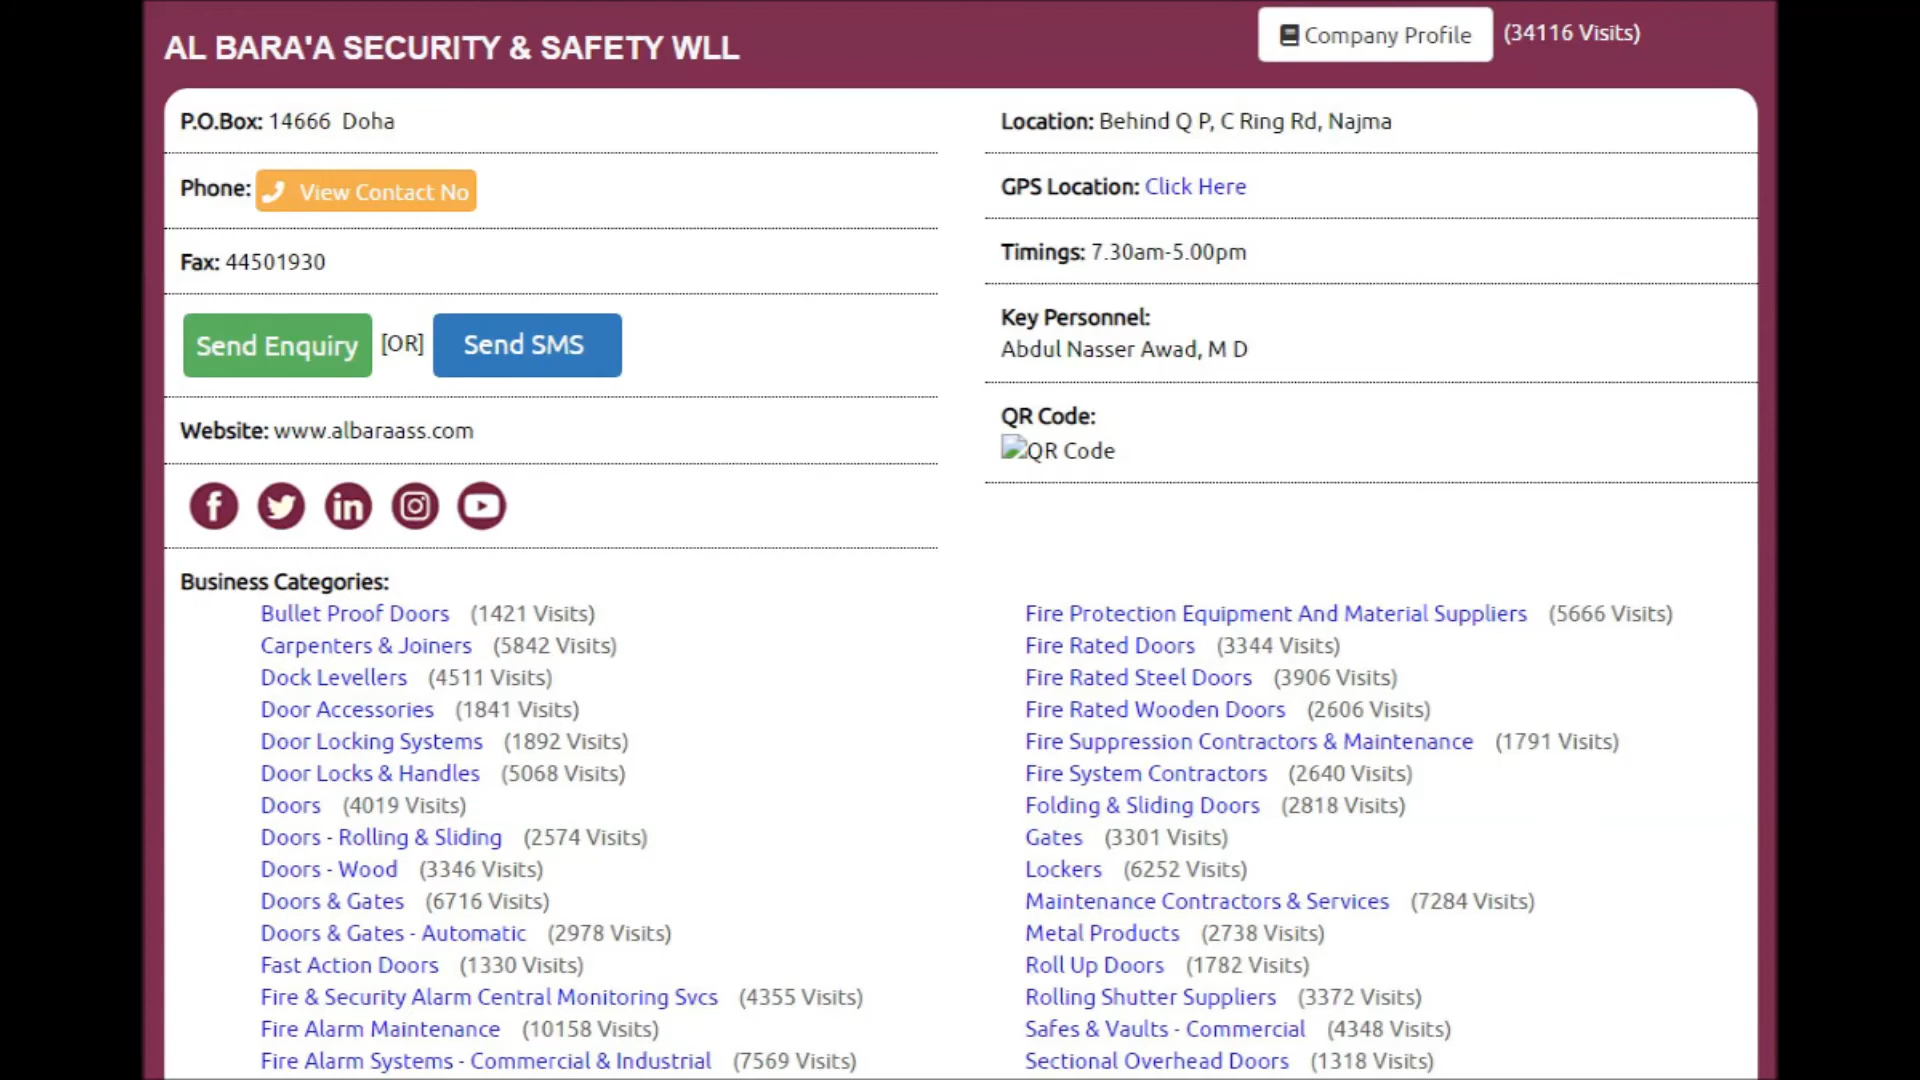 AL BARA'A SECURITY & SAFETY WLL
Company Profile (34116 Visits)
P.O.Box: 14666 Doha
Phone: View Contact No
Fax: 44501930
Send Enquiry [OR] Send SMS
Website: www.albaraass.com
Location: Behind Q P, C Ring Rd, Najma
GPS Location: Click Here
Timings: 7.30am-5.00pm
Key Personnel:
Abdul Nasser Awad, M D
QR Code:
QR Code
Business Categories:
Bullet Proof Doors (1421 Visits)
Carpenters & Joiners (5842 Visits)
Dock Levellers (4511 Visits)
Door Accessories (1841 Visits)
Door Locking Systems (1892 Visits)
Door Locks & Handles (5068 Visits)
Doors (4019 Visits)
Doors - Rolling & Sliding (2574 Visits)
Doors - Wood (3346 Visits)
Doors & Gates (6716 Visits)
Doors & Gates - Automatic (2978 Visits)
Fast Action Doors (1330 Visits)
Fire & Security Alarm Central Monitoring Svcs (4355 Visits)
Fire Alarm Maintenance (10158 Visits)
Fire Alarm Systems - Commercial & Industrial (7569 Visits)
Fire Protection Equipment And Material Suppliers (5666 Visits)
Fire Rated Doors (3344 Visits)
Fire Rated Steel Doors (3906 Visits)
Fire Rated Wooden Doors (2606 Visits)
Fire Suppression Contractors & Maintenance (1791 Visits)
Fire System Contractors (2640 Visits)
Folding & Sliding Doors (2818 Visits)
Gates (3301 Visits)
Lockers (6252 Visits)
Maintenance Contractors & Services (7284 Visits)
Metal Products (2738 Visits)
Roll Up Doors (1782 Visits)
Rolling Shutter Suppliers (3372 Visits)
Safes & Vaults - Commercial (4348 Visits)
Sectional Overhead Doors (1318 Visits)